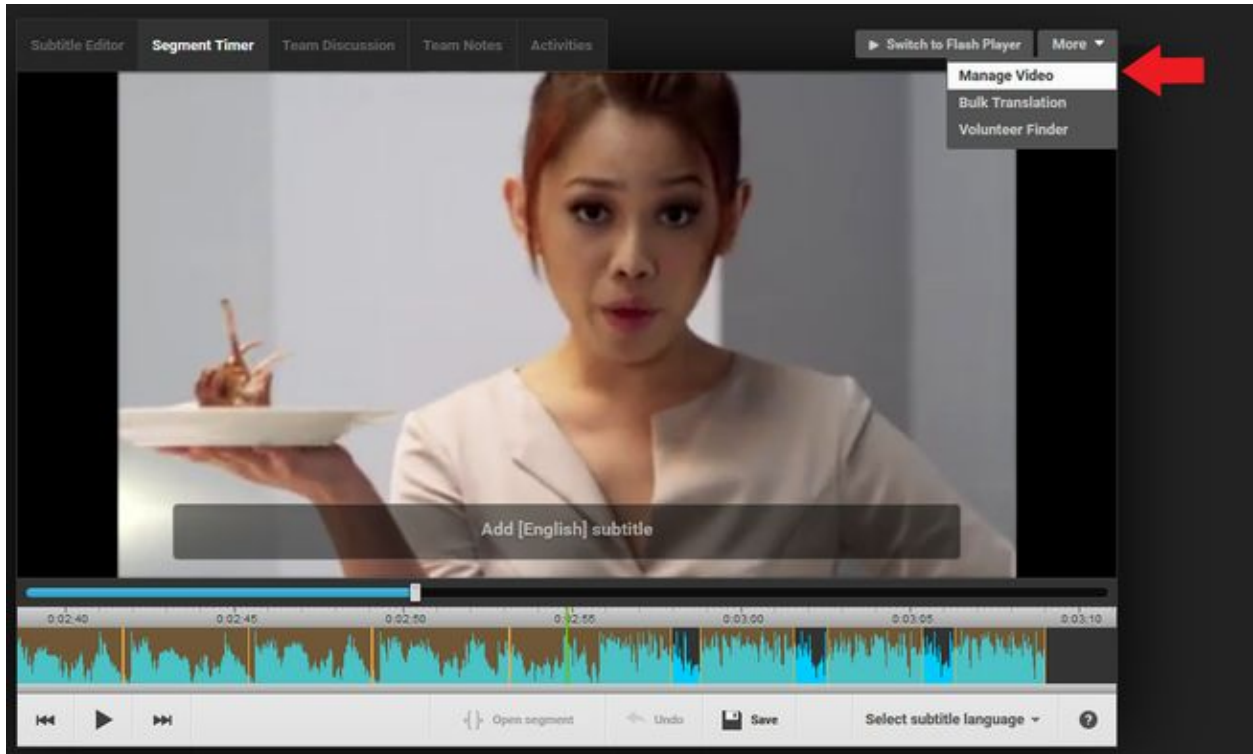 Subtitle Editor Segment Timer Team Discussion Team Notes Activities Switch to Flash Player More
Manage Video
Bulk Translation
Volunteer Finder
Add [English] subtitle
0:02:40 0:02:45 0:02:50 0:02:55 0:03:00 0:03:05 0:03:10
Open segment Undo Save Select subtitle language ?